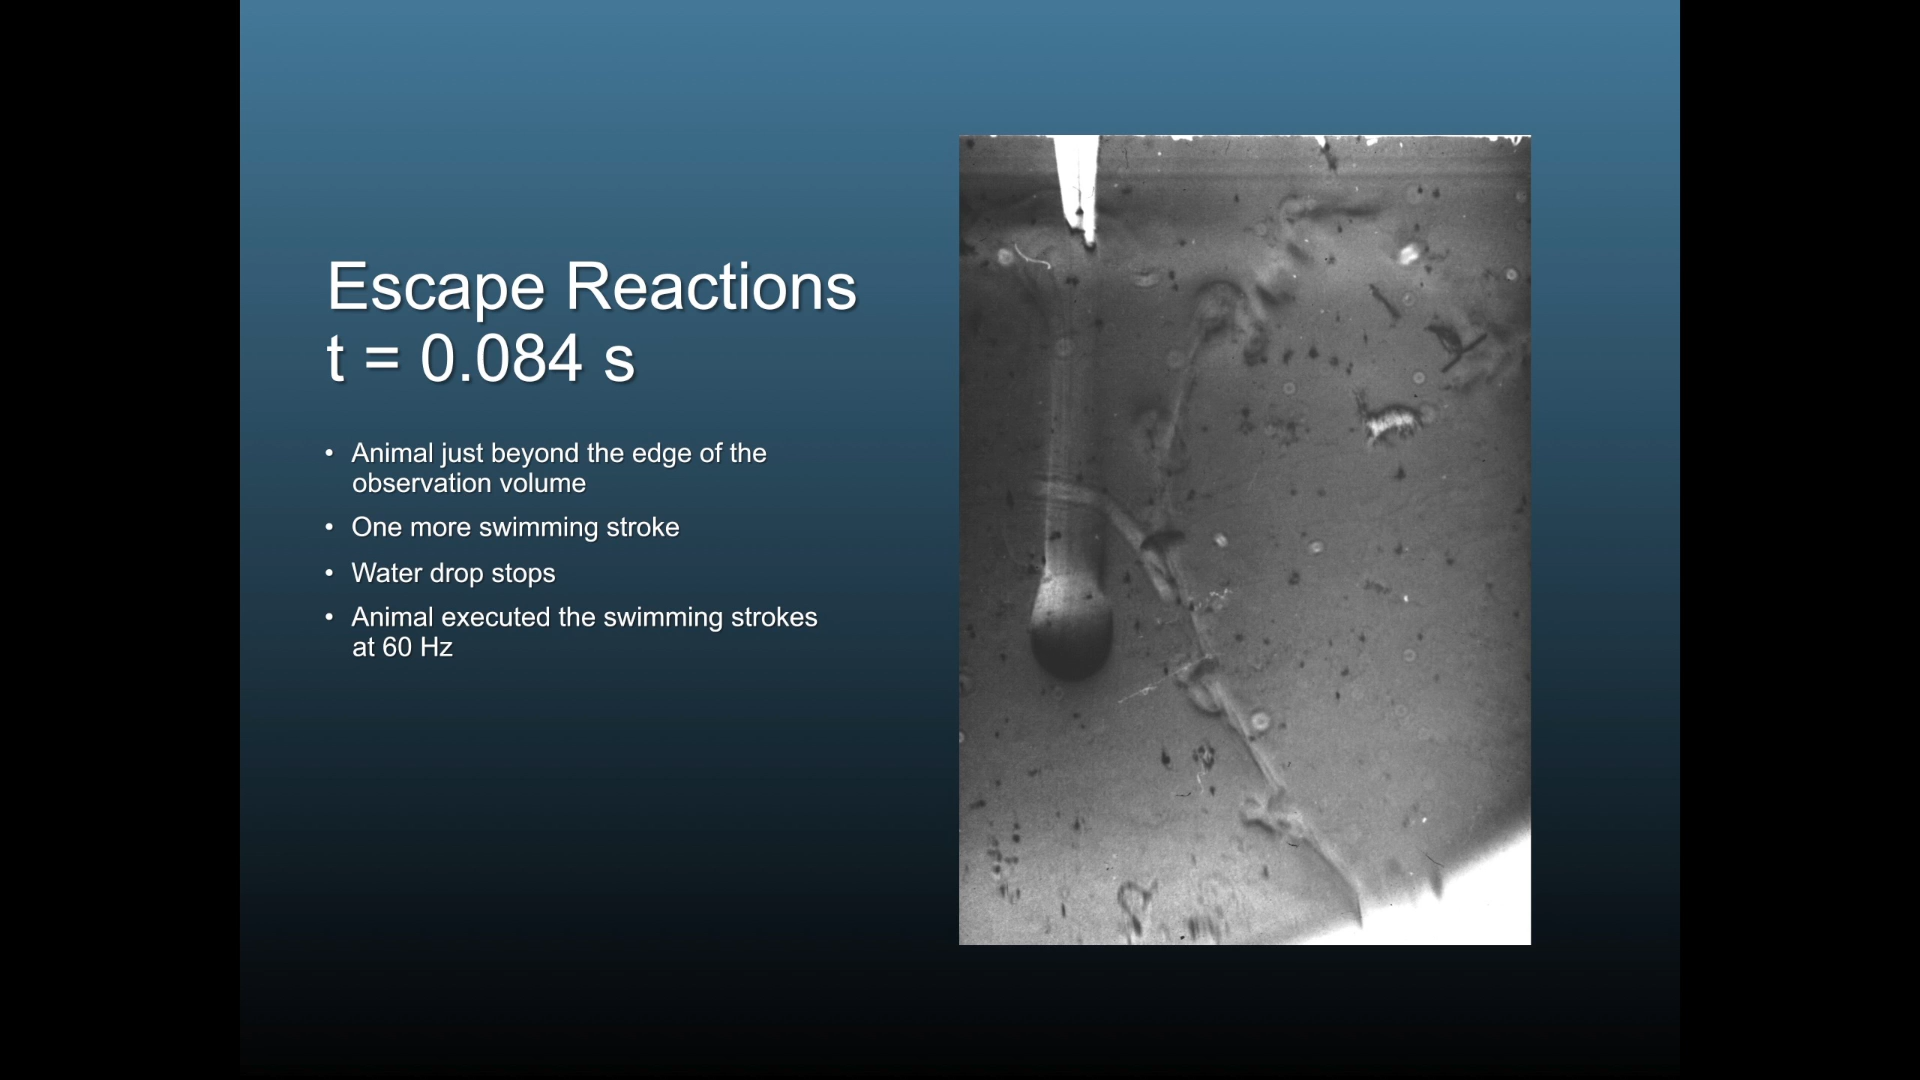 Escape Reactions
t = 0.084 s
• Animal just beyond the edge of the
observation volume
• One more swimming stroke
• Water drop stops
• Animal executed the swimming strokes
at 60 Hz